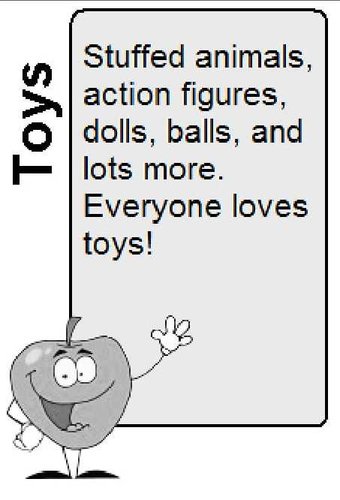 Toys
Stuffed animals,
action figures,
dolls, balls, and
lots more.
Everyone loves
toys!